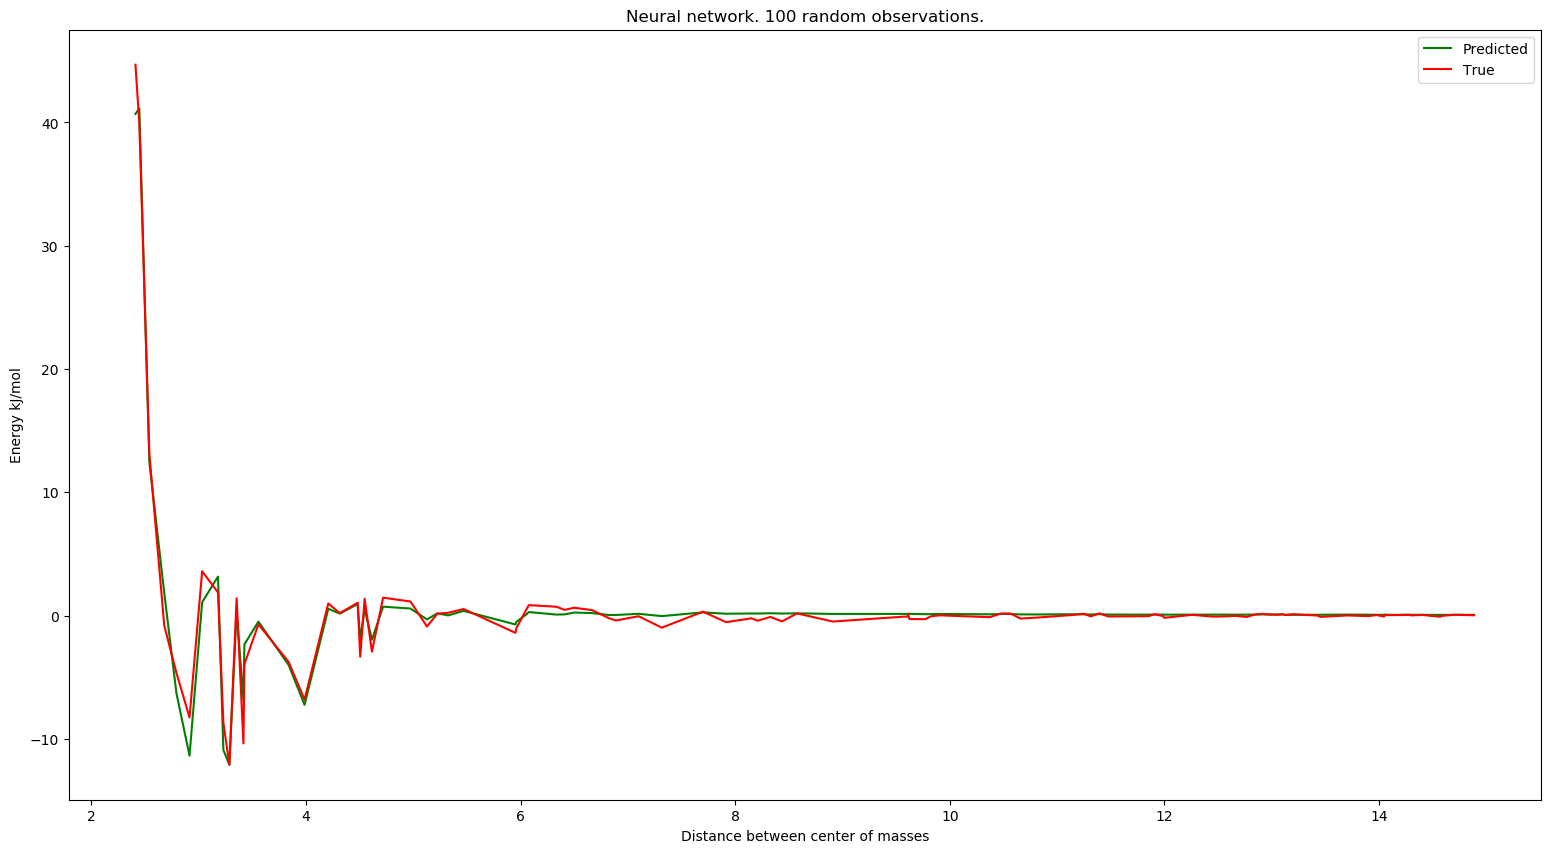 Neural network. 100 random observations.
Predicted
True
40
30
20
10
0
−10
Energy kJ/mol
2 4 6 8 10 12 14
Distance between center of masses